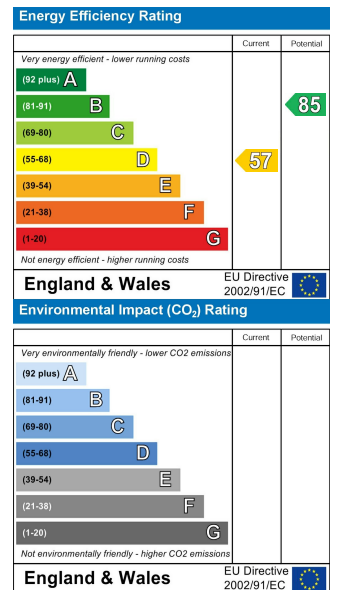 Energy Efficiency Rating
Current Potential
Very energy efficient - lower running costs
(92 plus) A
(81-91) B 85
(69-80) C
(55-68) D 57
(39-54) E
(21-38) F
(1-20) G
Not energy efficient - higher running costs
England & Wales EU Directive 2002/91/EC
Environmental Impact (CO₂) Rating
Current Potential
Very environmentally friendly - lower CO2 emissions
(92 plus) A
(81-91) B
(69-80) C
(55-68) D
(39-54) E
(21-38) F
(1-20) G
Not environmentally friendly - higher CO2 emissions
England & Wales EU Directive 2002/91/EC